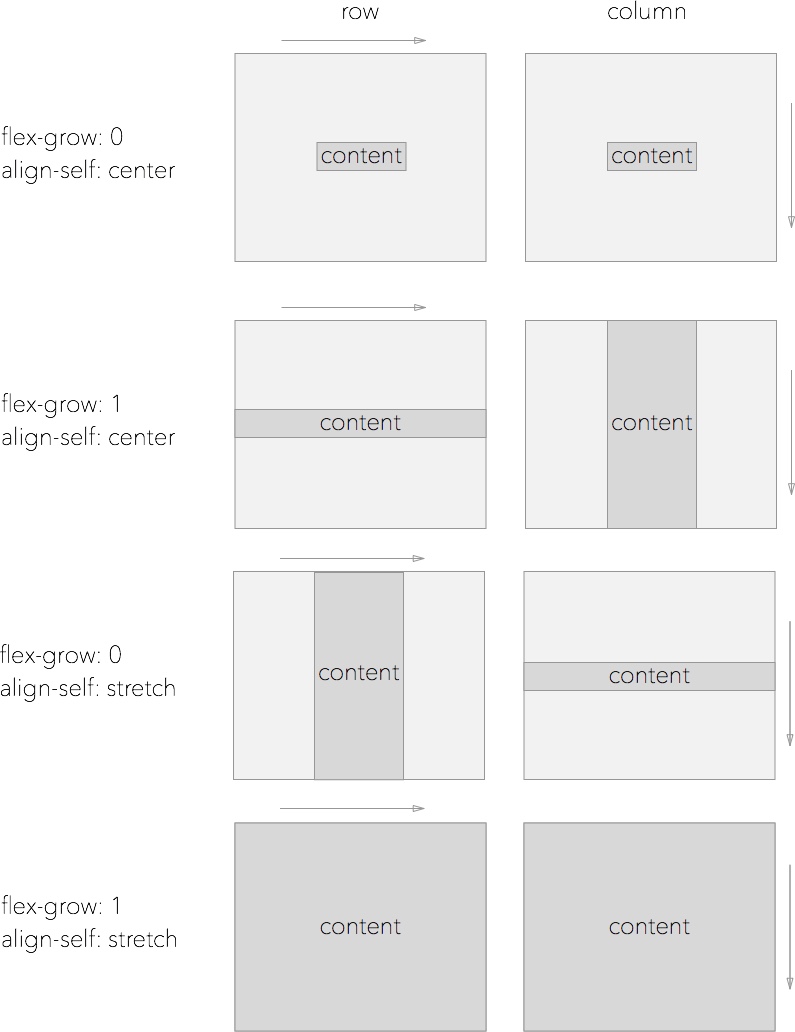 row
column
flex-grow: 0
align-self: center
content
content
flex-grow: 1
align-self: center
content
content
flex-grow: 0
align-self: stretch
content
content
flex-grow: 1
align-self: stretch
content
content